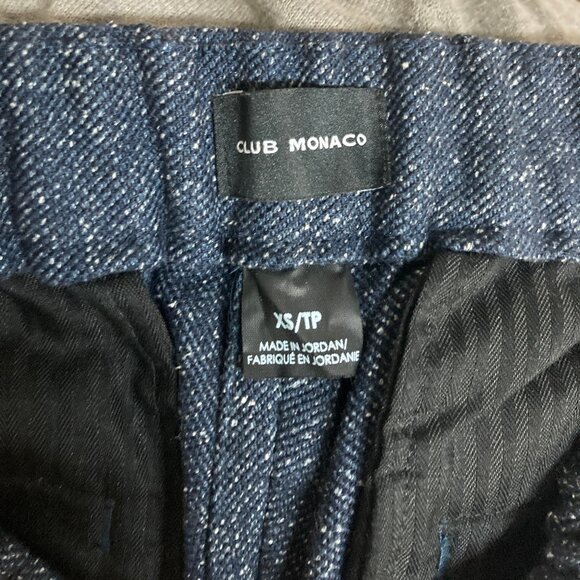 CLUB MONACO
XS/TP
MADE IN JORDAN/
FABRIQUÉ EN JORDANIE